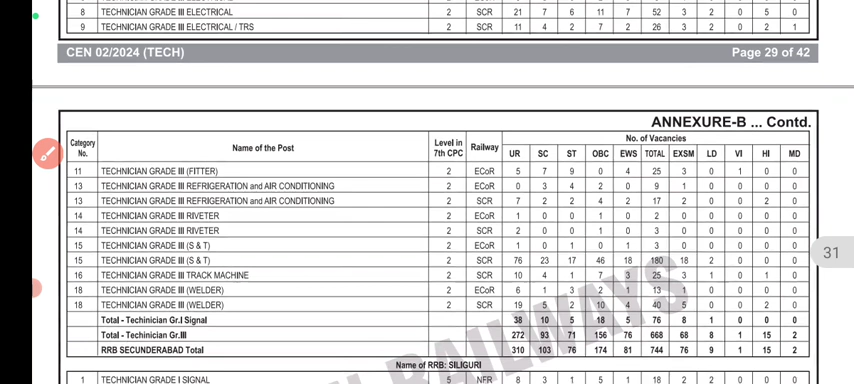 8 TECHNICIAN GRADE III ELECTRICAL 2 SCR 21 7 6 11 7 52 3 2 0 5 0
9 TECHNICIAN GRADE III ELECTRICAL / TRS 2 SCR 11 4 2 7 2 26 3 2 0 2 1
CEN 02/2024 (TECH) Page 29 of 42
ANNEXURE-B ... Contd.
Category No. Name of the Post Level in 7th CPC Railway No. of Vacancies
UR SC ST OBC EWS TOTAL EXSM LD VI HI MD
11 TECHNICIAN GRADE III (FITTER) 2 ECoR 5 7 9 0 4 25 3 0 1 0 0
13 TECHNICIAN GRADE III REFRIGERATION and AIR CONDITIONING 2 ECoR 0 3 4 2 0 9 1 0 0 0 0
13 TECHNICIAN GRADE III REFRIGERATION and AIR CONDITIONING 2 SCR 7 2 2 4 2 17 2 0 0 2 0
14 TECHNICIAN GRADE III RIVETER 2 ECoR 1 0 0 1 0 2 0 0 0 0 0
14 TECHNICIAN GRADE III RIVETER 2 SCR 2 0 0 1 0 3 0 0 0 0 0
15 TECHNICIAN GRADE III (S & T) 2 ECoR 1 0 1 0 1 3 0 0 0 0 0
15 TECHNICIAN GRADE III (S & T) 2 SCR 76 23 17 46 18 180 18 2 0 0 0
16 TECHNICIAN GRADE III TRACK MACHINE 2 SCR 10 4 1 7 3 25 3 1 0 1 0
18 TECHNICIAN GRADE III (WELDER) 2 ECoR 6 1 3 2 1 13 1 0 0 0 0
18 TECHNICIAN GRADE III (WELDER) 2 SCR 19 5 2 10 4 40 5 0 0 2 0
Total - Techinician Gr.I Signal 38 10 5 18 5 76 8 1 0 0 0
Total - Techinician Gr.III 272 93 71 156 76 668 68 8 1 15 2
RRB SECUNDERABAD Total 310 103 76 174 81 744 76 9 1 15 2
Name of RRB: SILIGURI
1 TECHNICIAN GRADE I SIGNAL 5 NFR 8 3 1 5 1 18 2 2 0 0 0
RAILWAYS
31